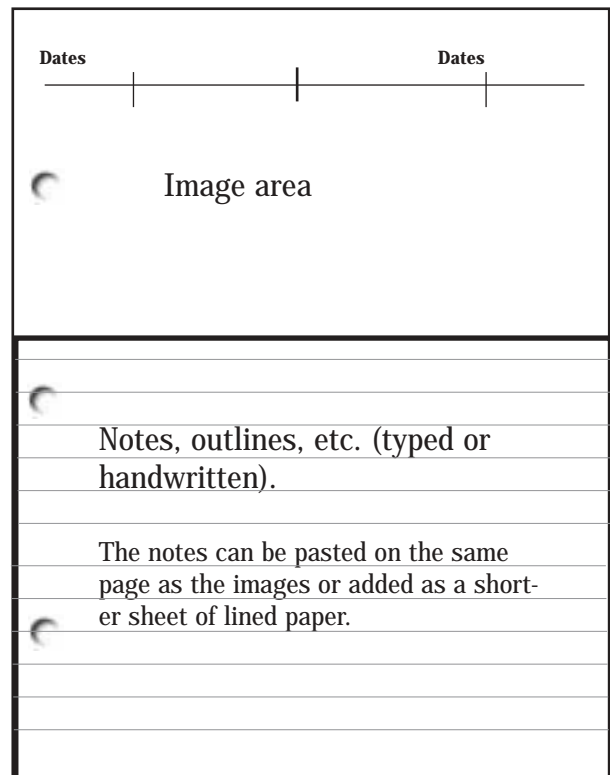 Dates Dates
Image area
Notes, outlines, etc. (typed or
handwritten).
The notes can be pasted on the same
page as the images or added as a short-
er sheet of lined paper.